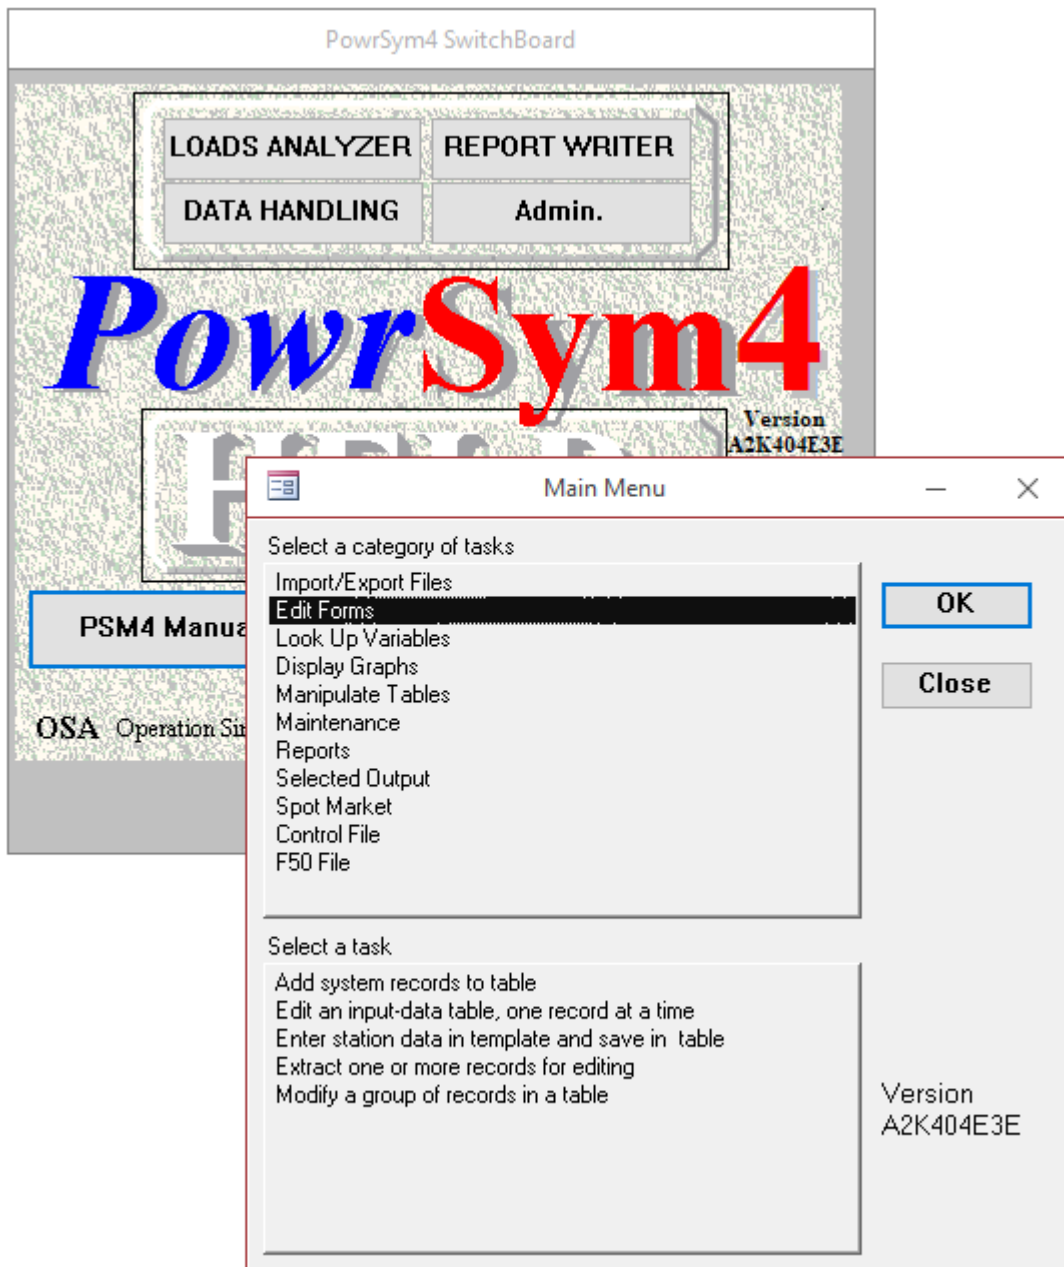 PowrSym4 SwitchBoard
LOADS ANALYZER REPORT WRITER
DATA HANDLING Admin.
PowrSym4
HELP
Version
A2K404E3E
PSM4
OSA Operation
Main Menu
Select a category of tasks
Import/Export Files
Edit Forms
Look Up Variables
Display Graphs
Manipulate Tables
Maintenance
Reports
Selected Output
Spot Market
Control File
F50 File
OK
Close
Select a task
Add system records to table
Edit an input-data table, one record at a time
Enter station data in template and save in table
Extract one or more records for editing
Modify a group of records in a table
Version
A2K404E3E